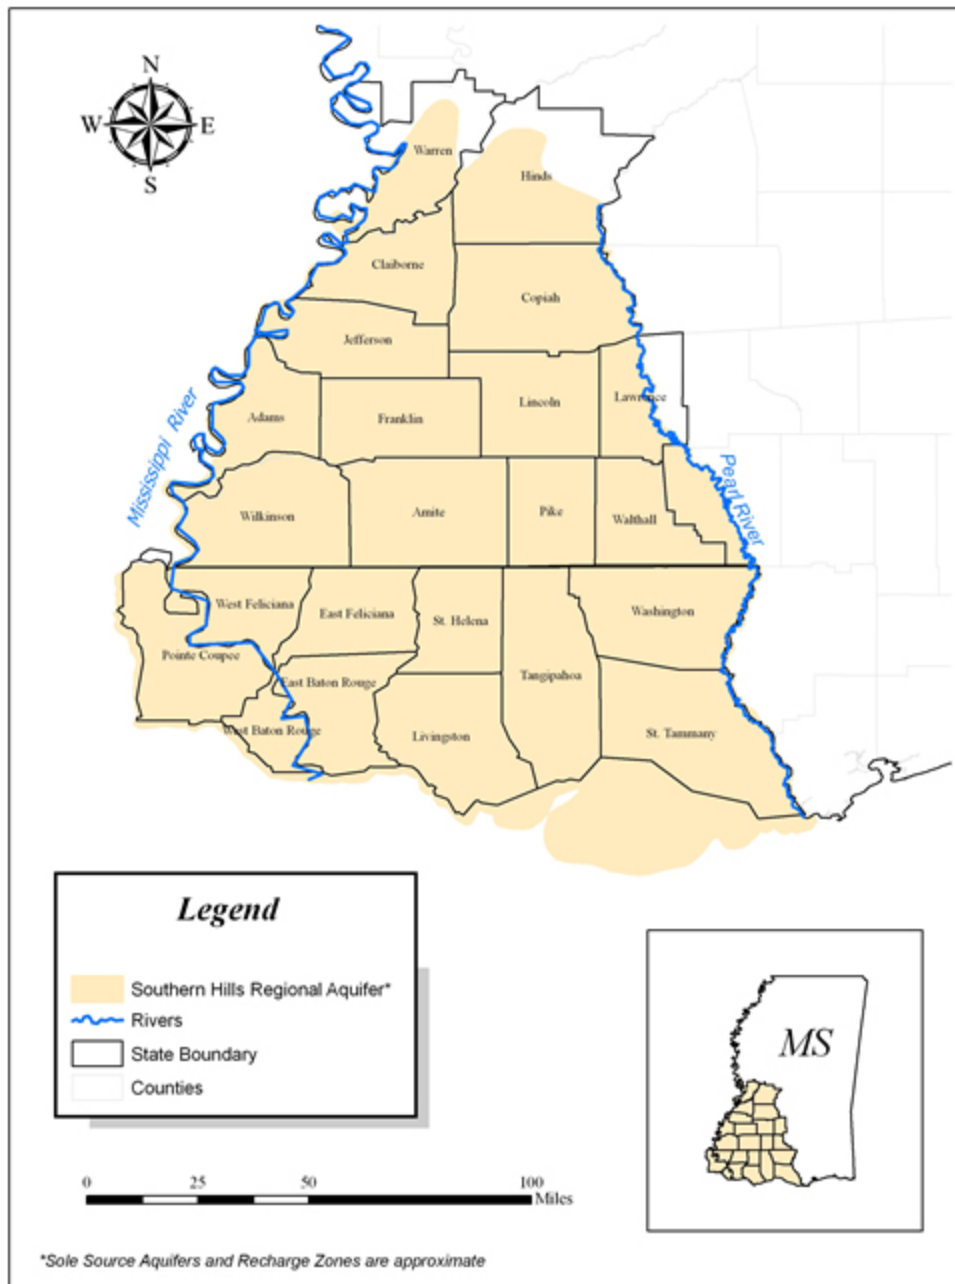 N
W
E
S
Warren
Hinds
Claiborne
Copiah
Jefferson
Lincoln
Lawrence
Adams
Franklin
Mississippi River
Pearl River
Wilkinson
Amite
Pike
Walthall
West Feliciana
East Feliciana
St. Helena
Washington
Pointe Coupee
East Baton Rouge
Tangipahoa
West Baton Rouge
Livingston
St. Tammany
Legend
Southern Hills Regional Aquifer*
Rivers
State Boundary
Counties
MS
0 25 50 100
Miles
*Sole Source Aquifers and Recharge Zones are approximate